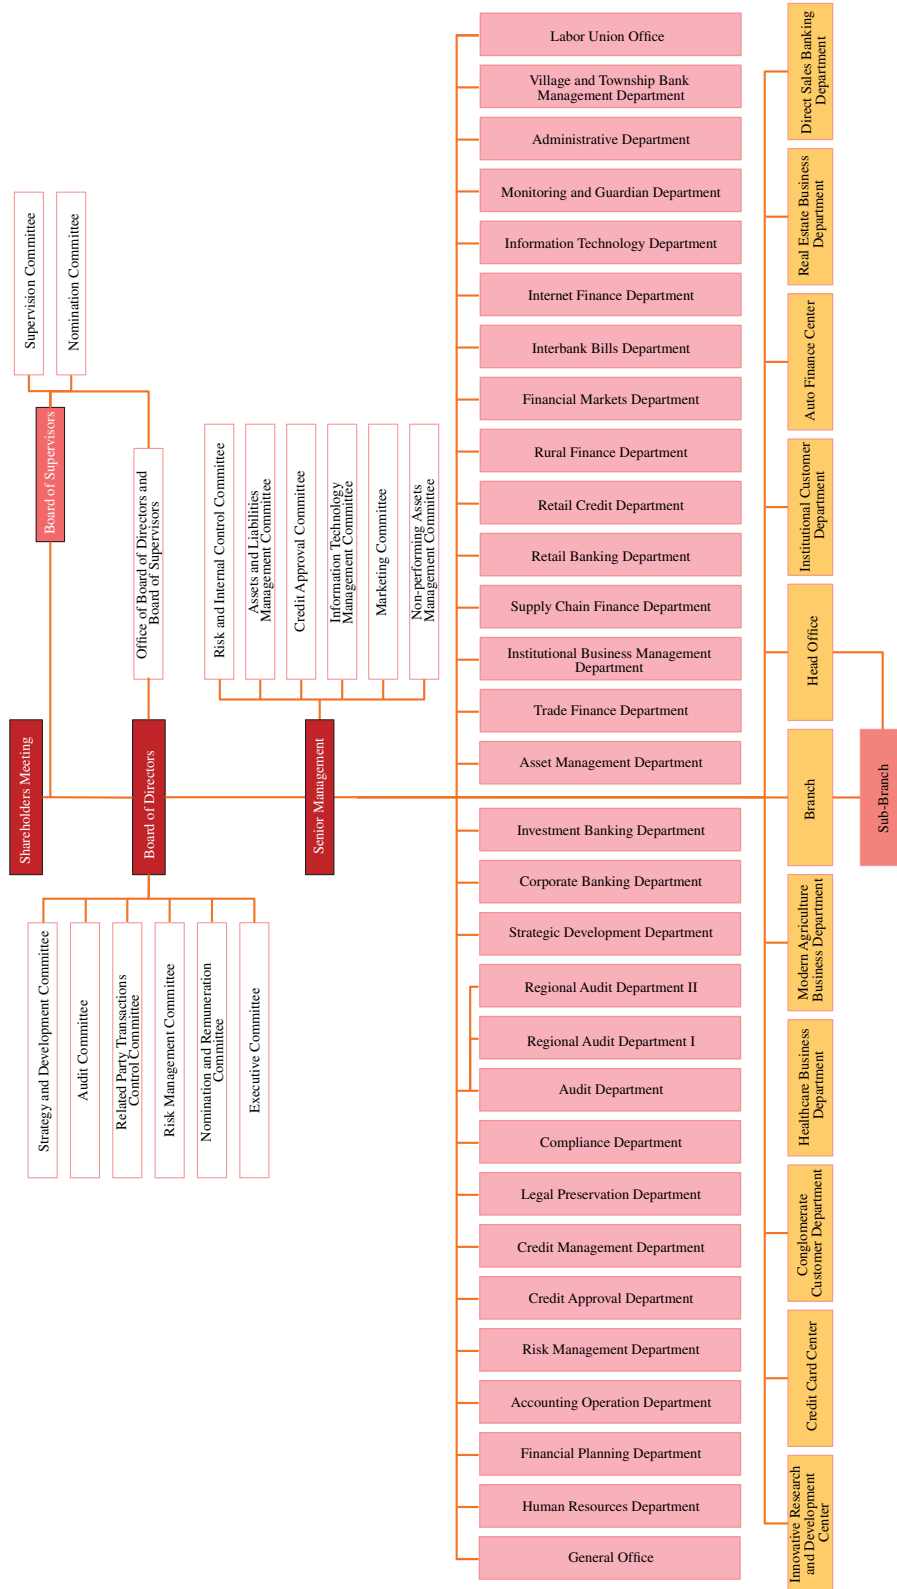 Shareholders Meeting
Board of Supervisors
Supervision Committee
Nomination Committee
Board of Directors
Office of Board of Directors and
Board of Supervisors
Strategy and Development Committee
Audit Committee
Related Party Transactions
Control Committee
Risk Management Committee
Nomination and Remuneration
Committee
Executive Committee
Senior Management
Risk and Internal Control Committee
Assets and Liabilities
Management Committee
Credit Approval Committee
Information Technology
Management Committee
Marketing Committee
Non-performing Assets
Management Committee
Labor Union Office
Village and Township Bank
Management Department
Administrative Department
Monitoring and Guardian Department
Information Technology Department
Internet Finance Department
Interbank Bills Department
Financial Markets Department
Rural Finance Department
Retail Credit Department
Retail Banking Department
Supply Chain Finance Department
Institutional Business Management
Department
Trade Finance Department
Asset Management Department
Investment Banking Department
Corporate Banking Department
Strategic Development Department
Regional Audit Department II
Regional Audit Department I
Audit Department
Compliance Department
Legal Preservation Department
Credit Management Department
Credit Approval Department
Risk Management Department
Accounting Operation Department
Financial Planning Department
Human Resources Department
General Office
Direct Sales Banking
Department
Real Estate Business
Department
Auto Finance Center
Institutional Customer
Department
Head Office
Branch
Modern Agriculture
Business Department
Healthcare Business
Department
Conglomerate
Customer Department
Credit Card Center
Innovative Research
and Development
Center
Sub-Branch